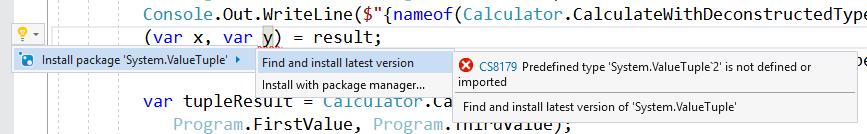 Console.Out.WriteLine($"{nameof(Calculator.CalculateWithDeconstructedType
(var x, var y) = result;
Install package 'System.ValueTuple'
Find and install latest version
Install with package manager...
CS8179 Predefined type 'System.ValueTuple`2' is not defined or
imported
Find and install latest version of 'System.ValueTuple'
var tupleResult = Calculator.Ca
Program.FirstValue, Program.ThirdValue);